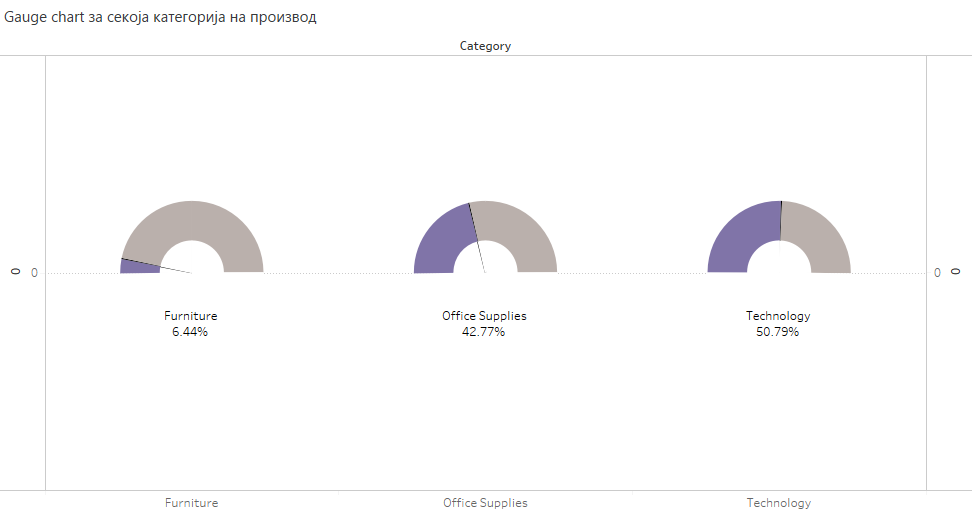 Gauge chart за секоја категорија на производ
Category
0 0
0 0
Furniture
6.44%
Office Supplies
42.77%
Technology
50.79%
Furniture
Office Supplies
Technology